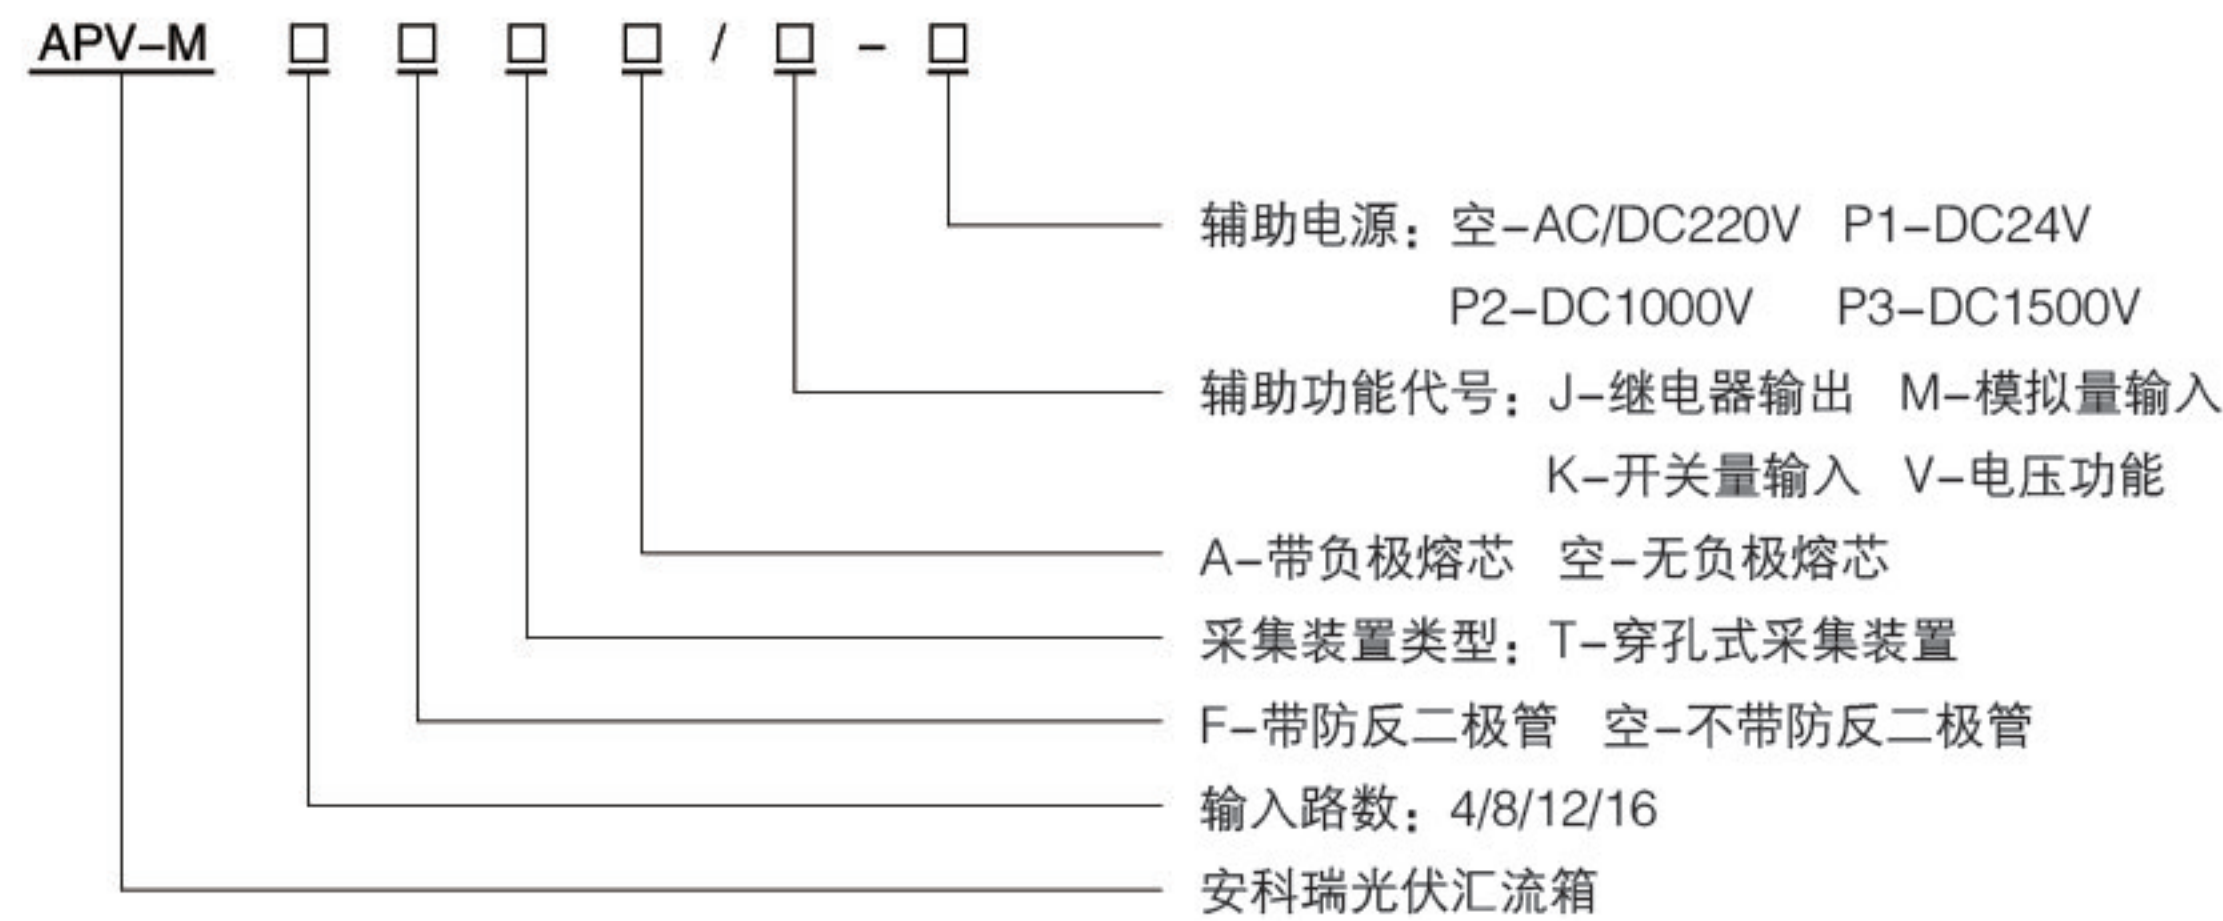 APV-M □ □ □ □ / □ - □
辅助电源：空-AC/DC220V P1-DC24V
P2-DC1000V P3-DC1500V
辅助功能代号：J-继电器输出 M-模拟量输入
K-开关量输入 V-电压功能
A-带负极熔芯 空-无负极熔芯
采集装置类型：T-穿孔式采集装置
F-带防反二极管 空-不带防反二极管
输入路数：4/8/12/16
安科瑞光伏汇流箱